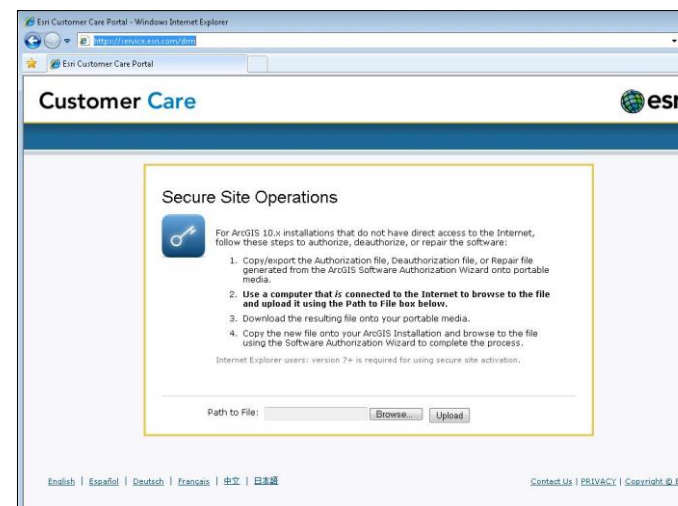 Esri Customer Care Portal - Windows Internet Explorer
https://service.esri.com/drm
Esri Customer Care Portal
Customer Care
esri
Secure Site Operations
For ArcGIS 10.x installations that do not have direct access to the Internet,
follow these steps to authorize, deauthorize, or repair the software:
1. Copy/export the Authorization file, Deauthorization file, or Repair file
generated from the ArcGIS Software Authorization Wizard onto portable
media.
2. Use a computer that is connected to the Internet to browse to the file
and upload it using the Path to File box below.
3. Download the resulting file onto your portable media.
4. Copy the new file onto your ArcGIS Installation and browse to the file
using the Software Authorization Wizard to complete the process.
Internet Explorer users: version 7+ is required for using secure site activation.
Path to File: Browse... Upload
English | Español | Deutsch | Français | 中文 | 日本語 Contact Us | PRIVACY | Copyright ©